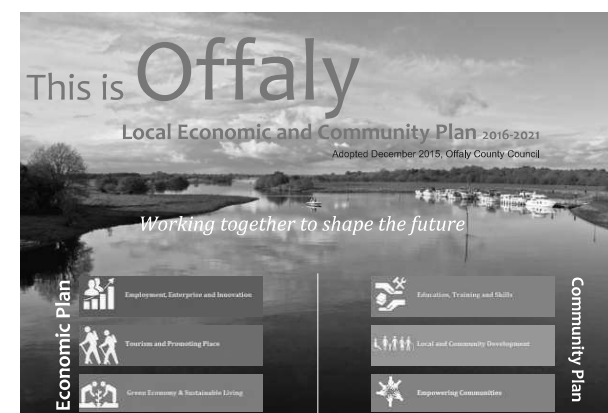 This is Offaly
Local Economic and Community Plan 2016-2021
Adopted December 2015, Offaly County Council
Working together to shape the future
Economic Plan
Employment, Enterprise and Innovation
Tourism and Promoting Place
Green Economy & Sustainable Living
Education, Training and Skills
Local and Community Development
Empowering Communities
Community Plan